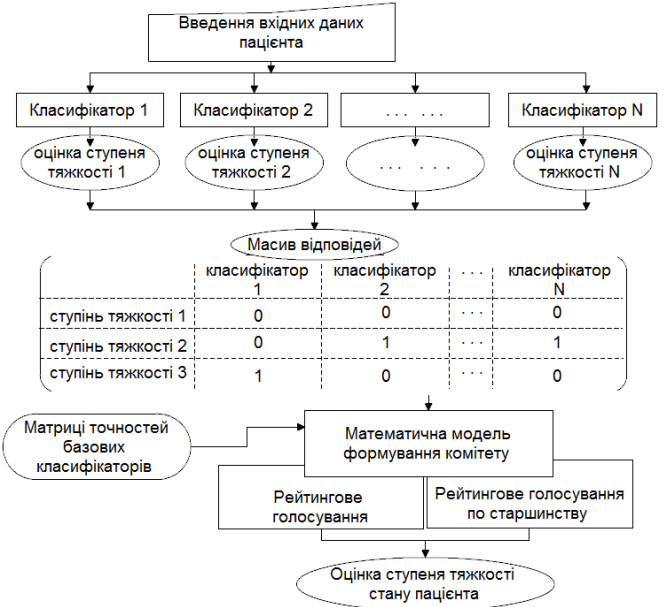 Введення вхідних даних
пацієнта
Класифікатор 1
Класифікатор 2
... ...
Класифікатор N
оцінка ступеня
тяжкості 1
оцінка ступеня
тяжкості 2
... ...
оцінка ступеня
тяжкості N
Масив відповідей
класифікатор
1
класифікатор
2
...
класифікатор
N
ступінь тяжкості 1 0 0 ... 0
ступінь тяжкості 2 0 1 ... 1
ступінь тяжкості 3 1 0 ... 0
Матриці точностей
базових
класифікаторів
Математична модель
формування комітету
Рейтингове
голосування
Рейтингове голосування
по старшинству
Оцінка ступеня тяжкості
стану пацієнта